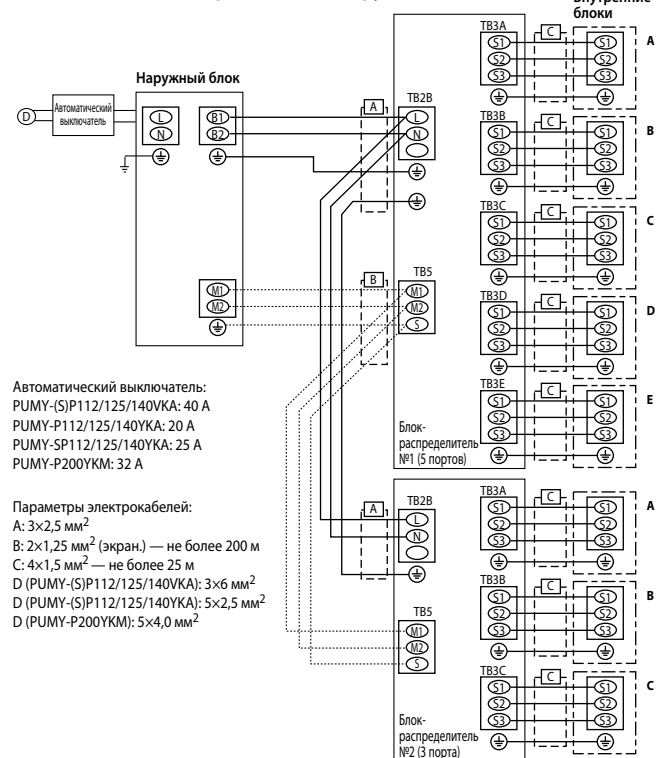 Внутренние
блоки
Наружный блок
D
Автоматический
выключатель
L
N
B1
B2
M1
M2
A
B
A
TB2B
L
N
TB5
M1
M2
S
Блок-
распределитель
№1 (5 портов)
TB3A
S1
S2
S3
C
S1
S2
S3
A
TB3B
S1
S2
S3
C
S1
S2
S3
B
TB3C
S1
S2
S3
C
S1
S2
S3
C
TB3D
S1
S2
S3
C
S1
S2
S3
D
TB3E
S1
S2
S3
C
S1
S2
S3
E
Автоматический выключатель:
PUMY-(S)P112/125/140VKA: 40 A
PUMY-P112/125/140YKA: 20 A
PUMY-SP112/125/140YKA: 25 A
PUMY-P200YKM: 32 A
Параметры электрокабелей:
A: 3×2,5 мм²
B: 2×1,25 мм² (экран.) — не более 200 м
C: 4×1,5 мм² — не более 25 м
D (PUMY-(S)P112/125/140VKA): 3×6 мм²
D (PUMY-(S)P112/125/140YKA): 5×2,5 мм²
D (PUMY-P200YKM): 5×4,0 мм²
TB2B
L
N
TB5
M1
M2
S
Блок-
распределитель
№2 (3 порта)
TB3A
S1
S2
S3
C
S1
S2
S3
A
TB3B
S1
S2
S3
C
S1
S2
S3
B
TB3C
S1
S2
S3
C
S1
S2
S3
C